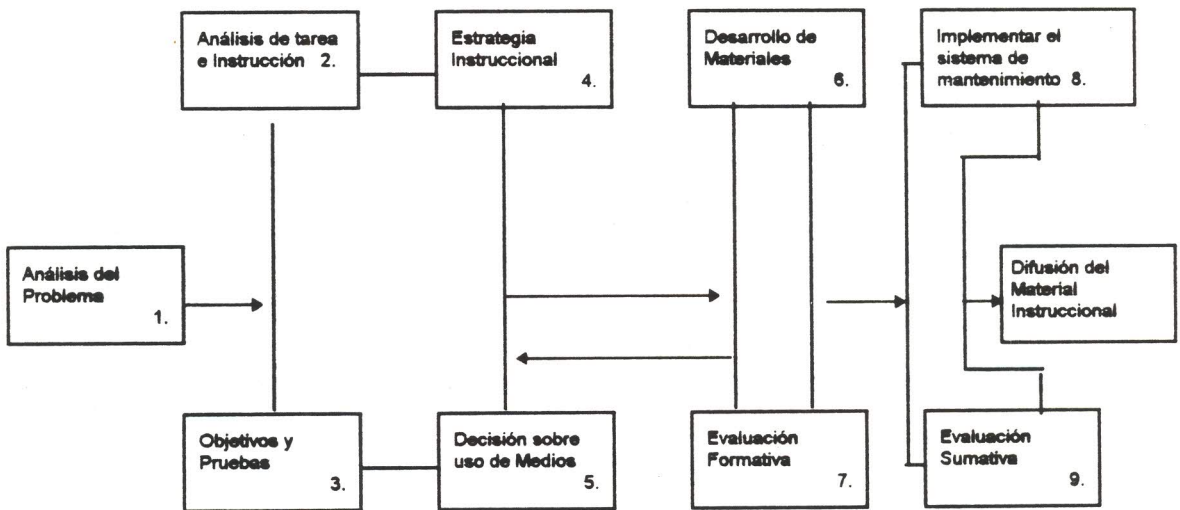 Análisis del
Problema
1.
Análisis de tarea
e Instrucción 2.
Objetivos y
Pruebas
3.
Estrategia
Instruccional
4.
Decisión sobre
uso de Medios
5.
Desarrollo de
Materiales
6.
Evaluación
Formativa
7.
Implementar el
sistema de
mantenimiento 8.
Evaluación
Sumativa
9.
Difusión del
Material
Instruccional